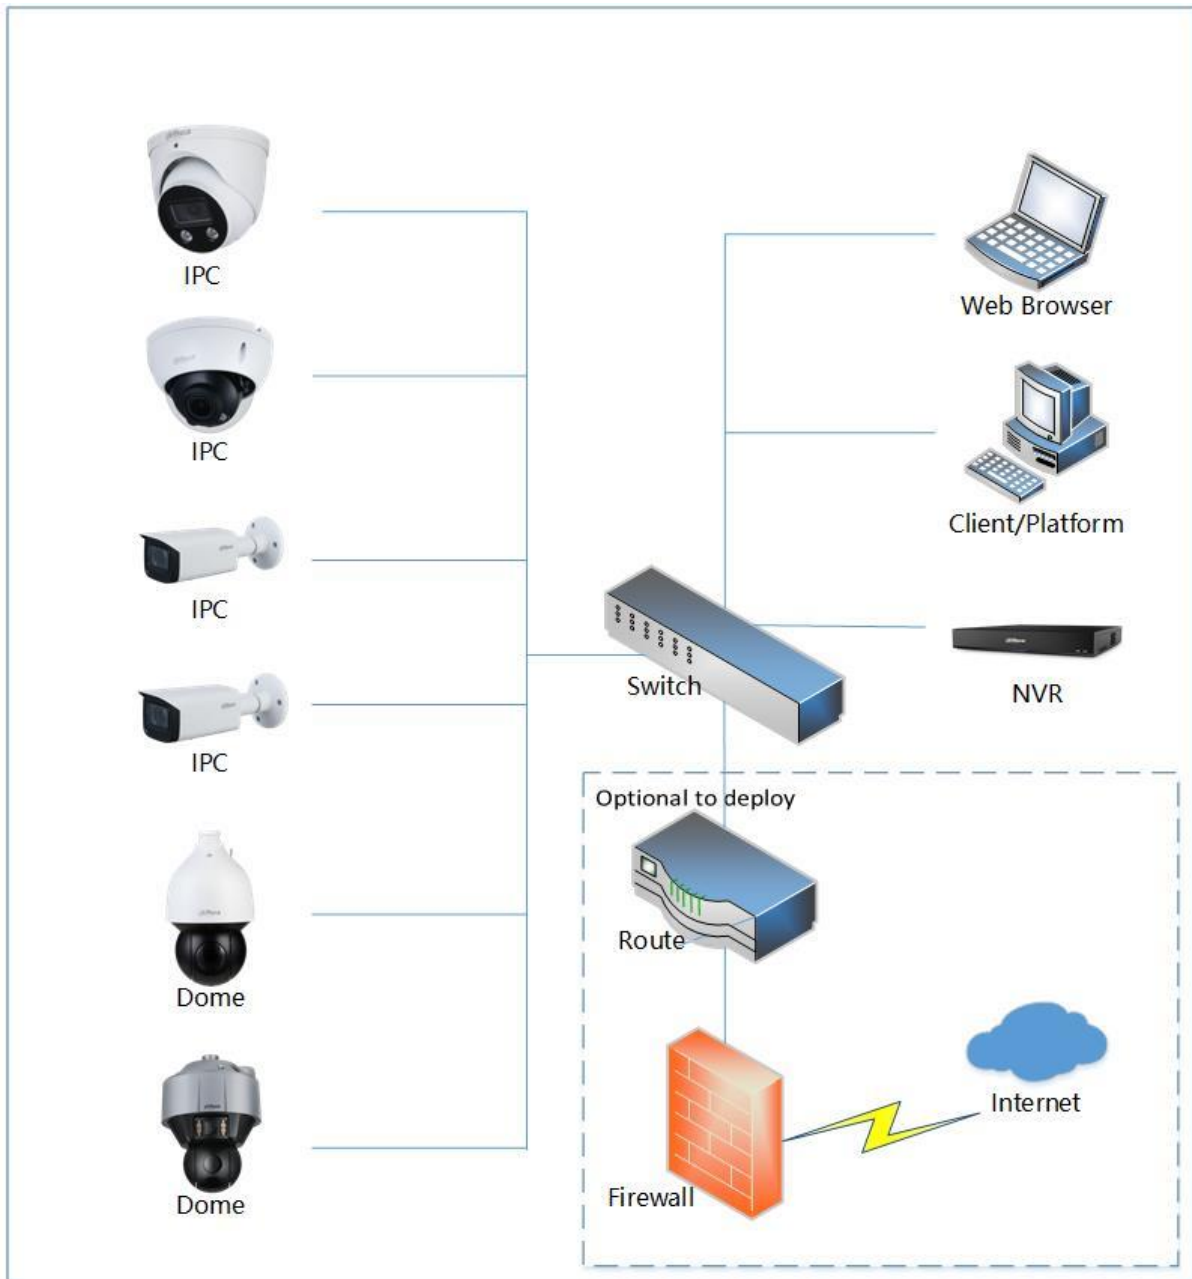 IPC
IPC
IPC
IPC
Dome
Dome
Web Browser
Client/Platform
Switch
NVR
Optional to deploy
Route
Firewall
Internet